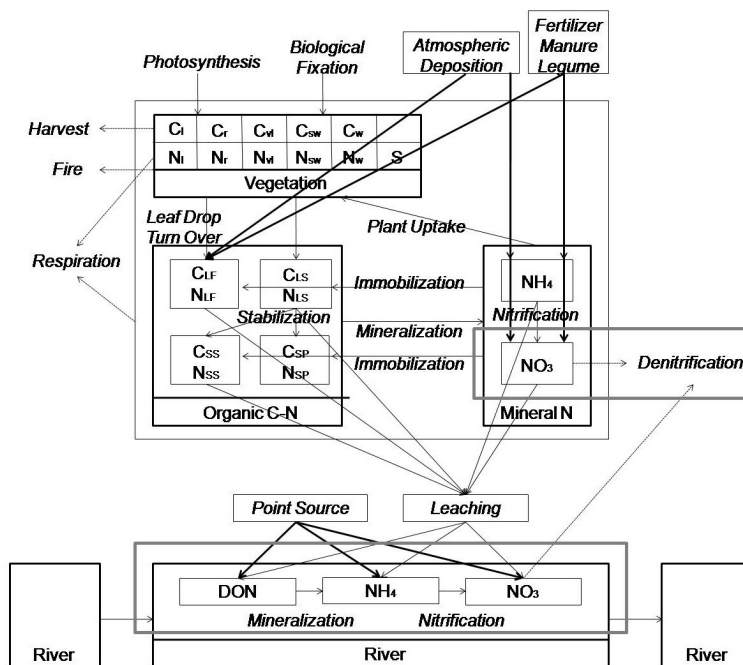 Photosynthesis
Biological
Fixation
Atmospheric
Deposition
Fertilizer
Manure
Legume
Harvest
Fire
Respiration
Cl Cr Cvl Csw Cw
Nl Nr Nvl Nsw Nw S
Vegetation
Leaf Drop
Turn Over
Plant Uptake
CLF
NLF
CLS
NLS
Stabilization
CSS
NSS
CSP
NSP
Organic C-N
Immobilization
Mineralization
Immobilization
NH4
Nitrification
NO3
Mineral N
Denitrification
Point Source
Leaching
DON
NH4
NO3
Mineralization
Nitrification
River
River
River